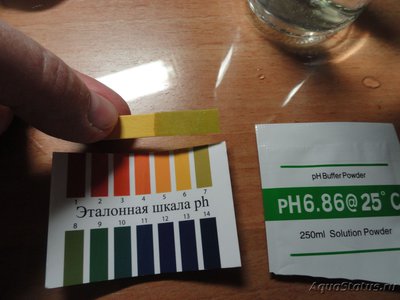 1 2 3 4 5 6 7
Эталонная шкала ph
8 9 10 11 12 13 14
pH Buffer Powder
PH6.86@25°C
250ml Solution Powder
AquaStatus.ru